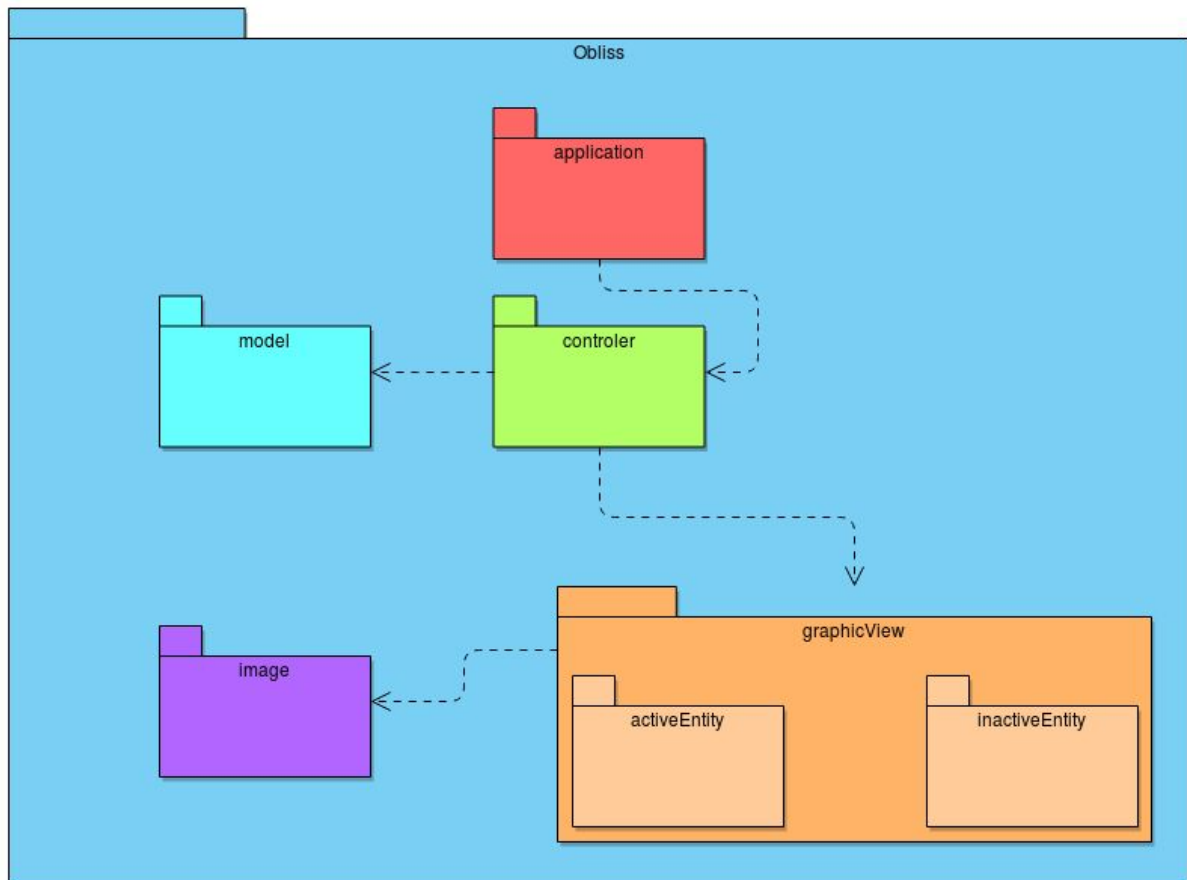 Obliss
application
model
controler
graphicView
image
activeEntity
inactiveEntity